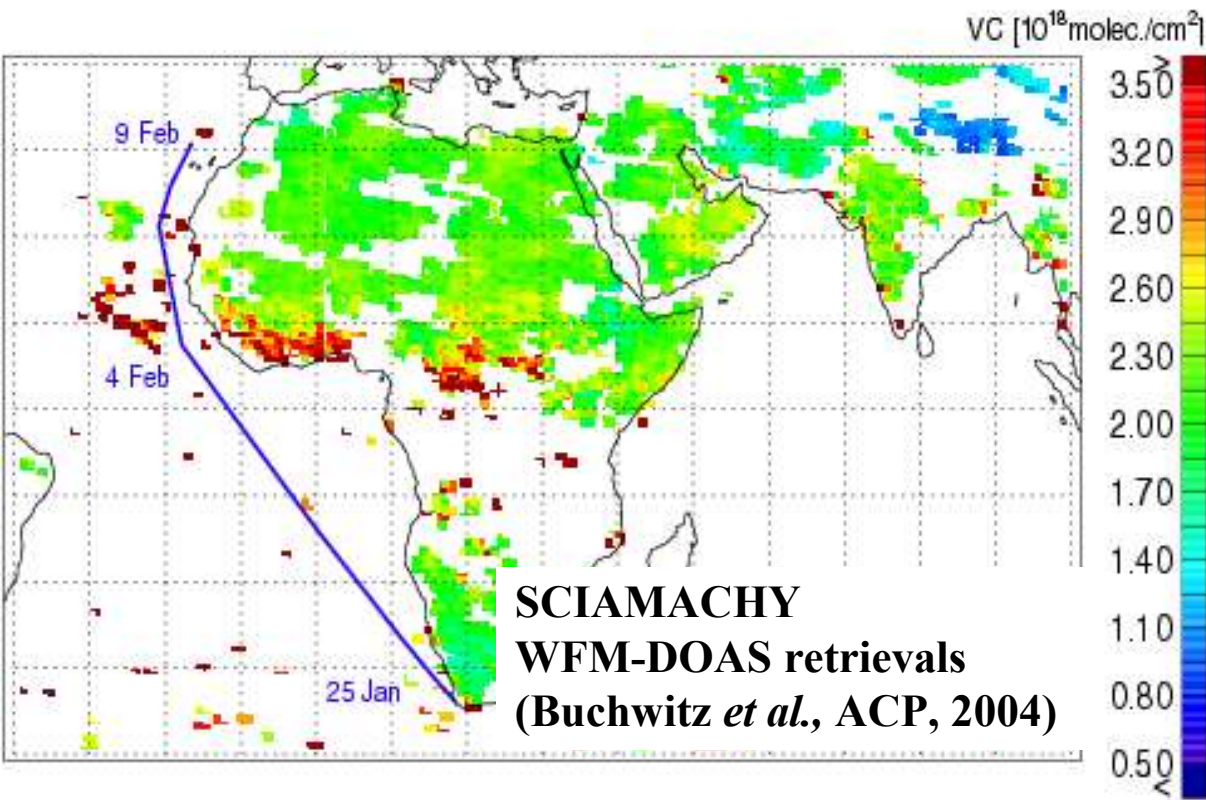 VC [10¹⁸molec./cm²]
>
3.50
9 Feb
3.20
2.90
2.60
2.30
4 Feb
2.00
1.70
1.40
SCIAMACHY
WFM-DOAS retrievals
1.10
25 Jan
(Buchwitz et al., ACP, 2004)
0.80
0.50
<